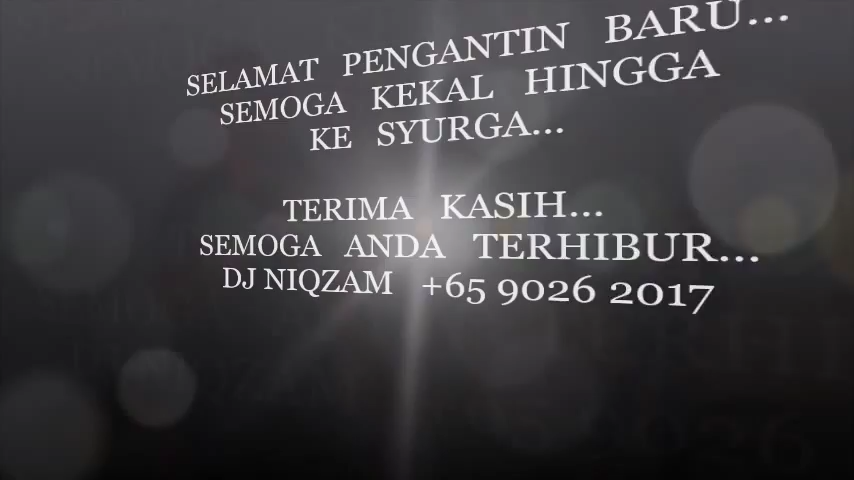 SELAMAT PENGANTIN BARU...
SEMOGA KEKAL HINGGA
KE SYURGA...
TERIMA KASIH...
SEMOGA ANDA TERHIBUR...
DJ NIQZAM +65 9026 2017